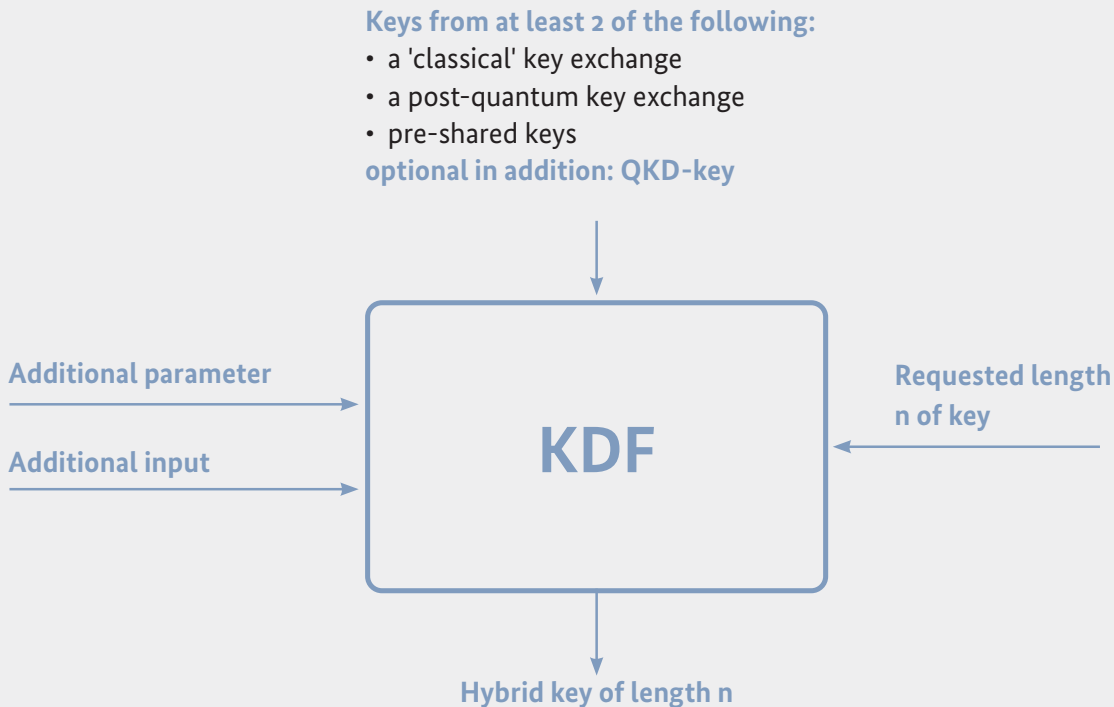 Keys from at least 2 of the following:
• a 'classical' key exchange
• a post-quantum key exchange
• pre-shared keys
optional in addition: QKD-key
Additional parameter
Additional input
KDF
Requested length
n of key
Hybrid key of length n